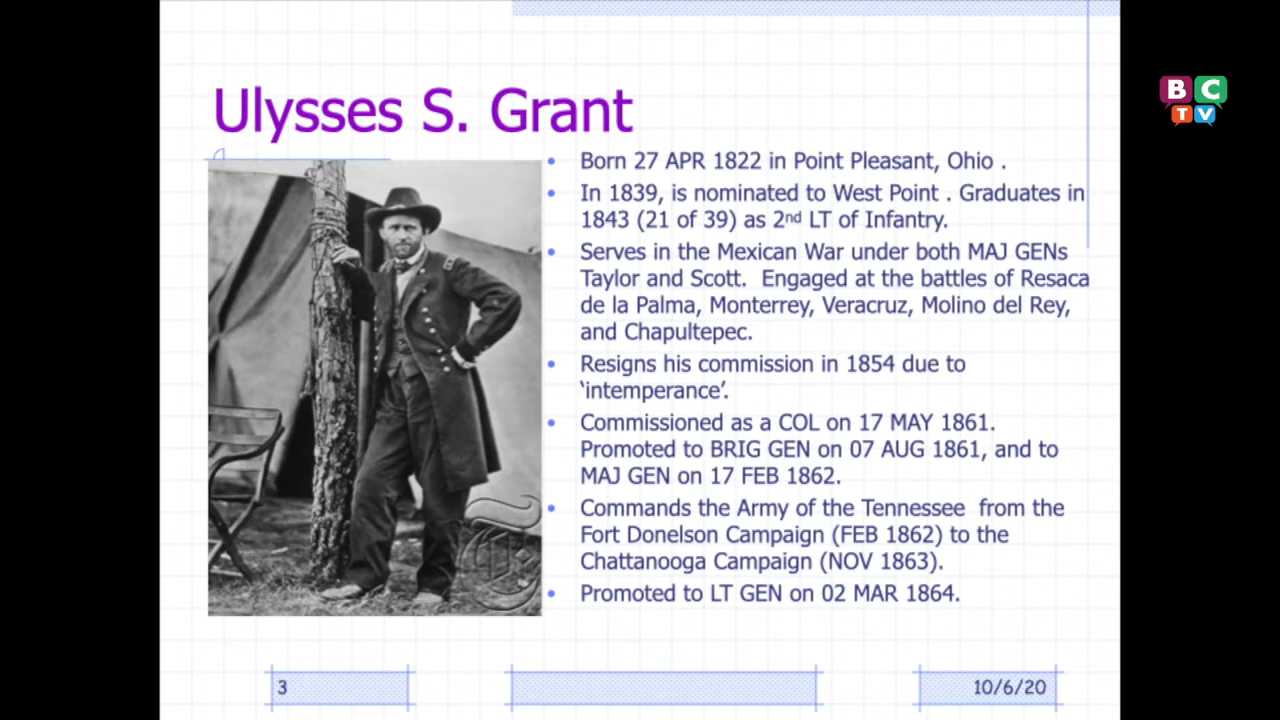 BC
TV
Ulysses S. Grant
• Born 27 APR 1822 in Point Pleasant, Ohio .
• In 1839, is nominated to West Point . Graduates in
1843 (21 of 39) as 2nd LT of Infantry.
• Serves in the Mexican War under both MAJ GENs
Taylor and Scott.  Engaged at the battles of Resaca
de la Palma, Monterrey, Veracruz, Molino del Rey,
and Chapultepec.
• Resigns his commission in 1854 due to
‘intemperance’.
• Commissioned as a COL on 17 MAY 1861.
Promoted to BRIG GEN on 07 AUG 1861, and to
MAJ GEN on 17 FEB 1862.
• Commands the Army of the Tennessee  from the
Fort Donelson Campaign (FEB 1862) to the
Chattanooga Campaign (NOV 1863).
• Promoted to LT GEN on 02 MAR 1864.
3
10/6/20